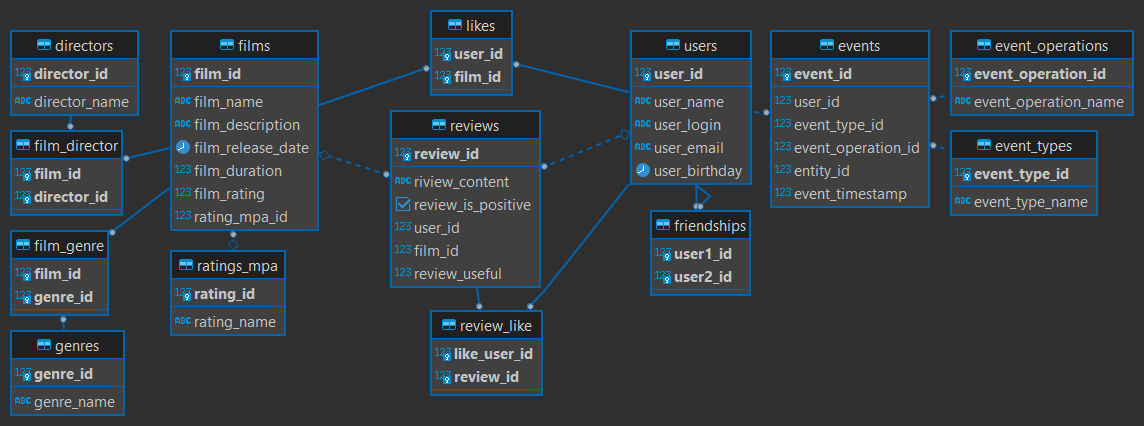 directors
director_id
director_name
film_director
film_id
director_id
film_genre
film_id
genre_id
genres
genre_id
genre_name
films
film_id
film_name
film_description
film_release_date
film_duration
film_rating
rating_mpa_id
ratings_mpa
rating_id
rating_name
likes
user_id
film_id
reviews
review_id
riview_content
review_is_positive
user_id
film_id
review_useful
review_like
like_user_id
review_id
users
user_id
user_name
user_login
user_email
user_birthday
friendships
user1_id
user2_id
events
event_id
user_id
event_type_id
event_operation_id
entity_id
event_timestamp
event_operations
event_operation_id
event_operation_name
event_types
event_type_id
event_type_name